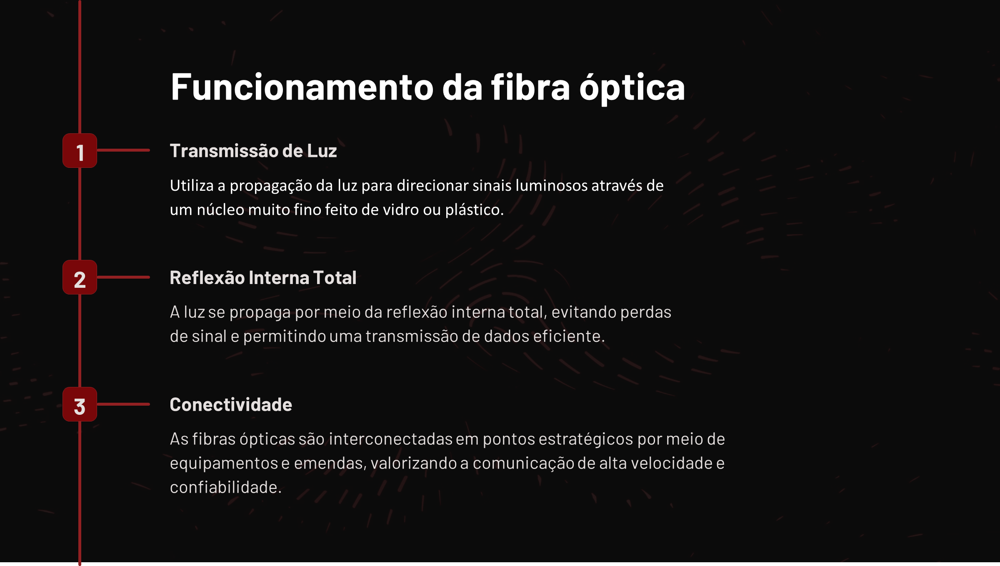 Funcionamento da fibra óptica
1
Transmissão de Luz
Utiliza a propagação da luz para direcionar sinais luminosos através de
um núcleo muito fino feito de vidro ou plástico.
2
Reflexão Interna Total
A luz se propaga por meio da reflexão interna total, evitando perdas
de sinal e permitindo uma transmissão de dados eficiente.
3
Conectividade
As fibras ópticas são interconectadas em pontos estratégicos por meio de
equipamentos e emendas, valorizando a comunicação de alta velocidade e
confiabilidade.